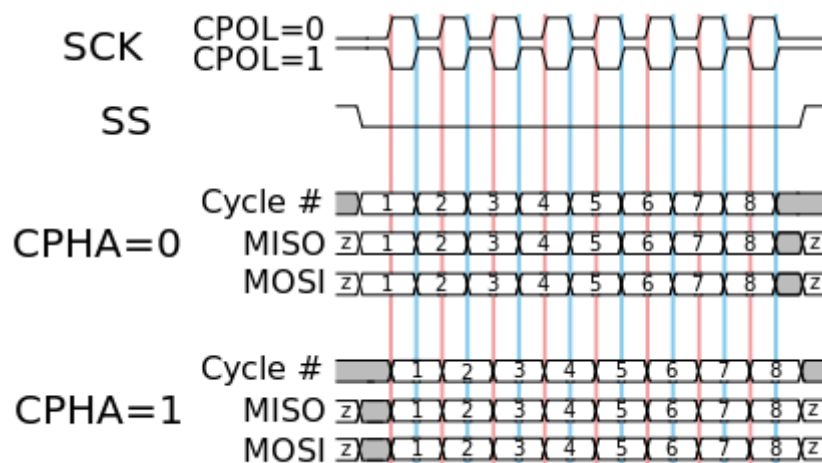 SCK CPOL=0
CPOL=1
SS
Cycle # 1 2 3 4 5 6 7 8
CPHA=0 MISO z 1 2 3 4 5 6 7 8 z
MOSI z 1 2 3 4 5 6 7 8 z
Cycle # 1 2 3 4 5 6 7 8
CPHA=1 MISO z 1 2 3 4 5 6 7 8 z
MOSI z 1 2 3 4 5 6 7 8 z